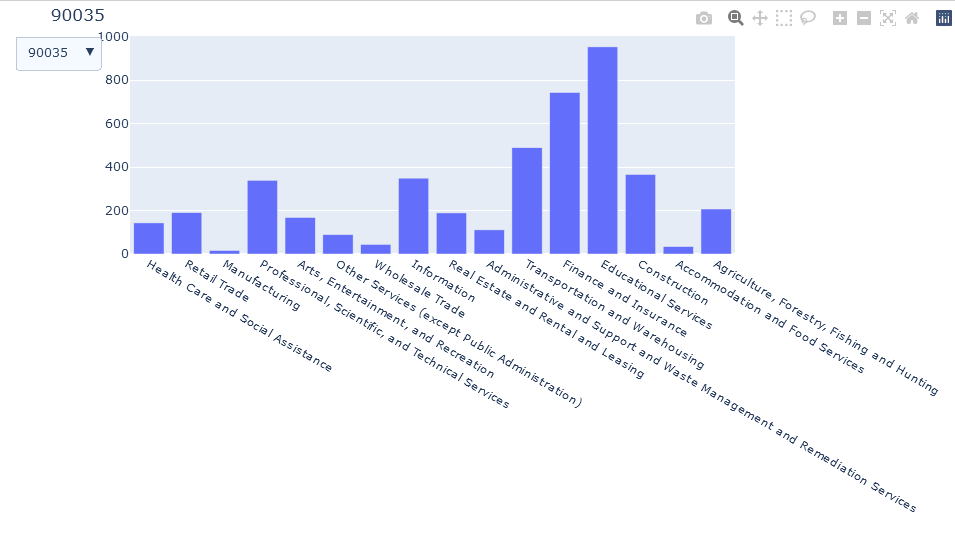 90035
90035 ▼
1000
800
600
400
200
0
Health Care and Social Assistance
Retail Trade
Manufacturing
Professional, Scientific, and Technical Services
Arts, Entertainment, and Recreation
Other Services (except Public Administration)
Wholesale Trade
Information
Real Estate and Rental and Leasing
Administrative and Support and Waste Management and Remediation Services
Transportation and Warehousing
Finance and Insurance
Educational Services
Construction
Accommodation and Food Services
Agriculture, Forestry, Fishing and Hunting